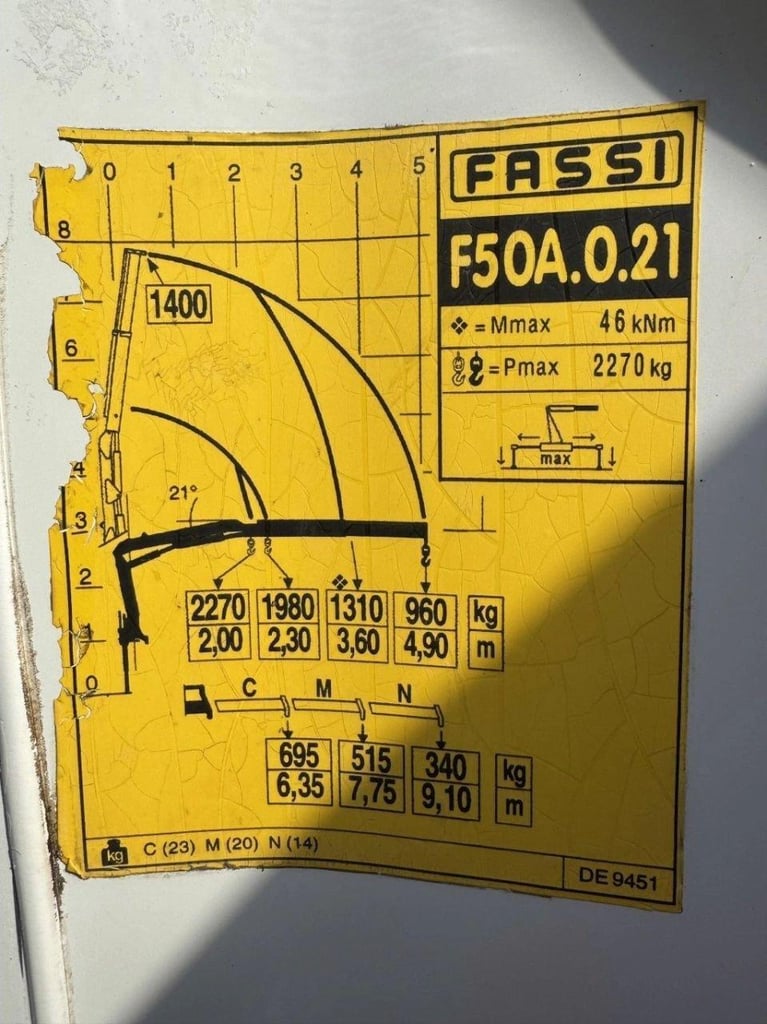 0 1 2 3 4 5
FASSI
F50A.0.21
= Mmax 46 kNm
= Pmax 2270 kg
max
8
1400
6
4
21°
3
2
1
0
2270 1980 1310 960 kg
2,00 2,30 3,60 4,90 m
C M N
695 515 340 kg
6,35 7,75 9,10 m
kg C (23) M (20) N (14)
DE 9451